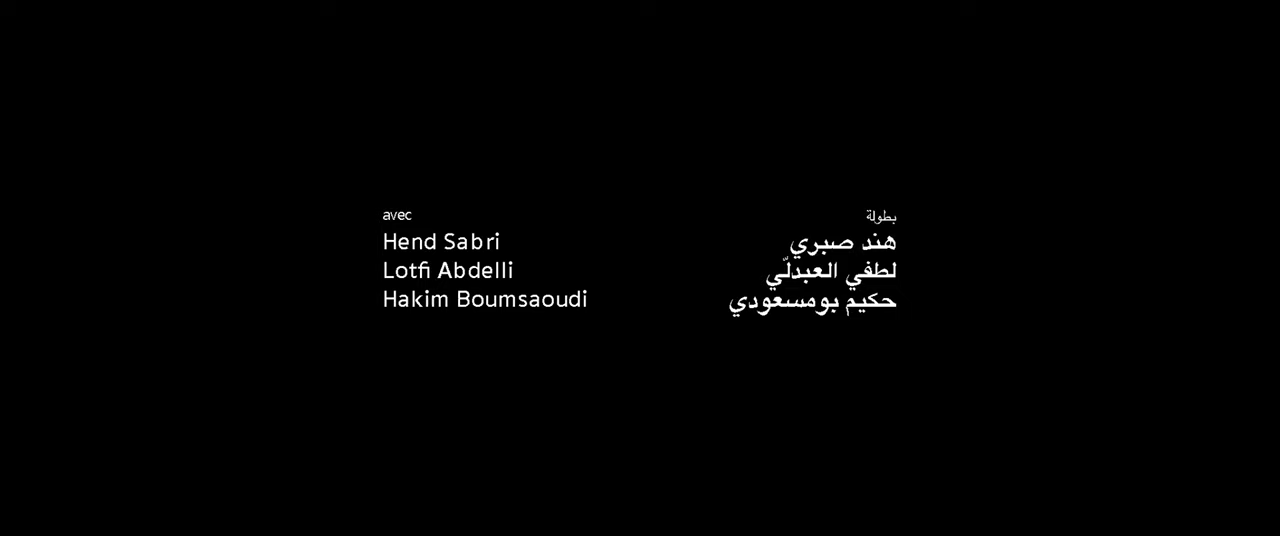 avec
Hend Sabri
Lotfi Abdelli
Hakim Boumsaoudi
بطولة
هند صبري
لطفي العبدلّي
حكيم بومسعودي